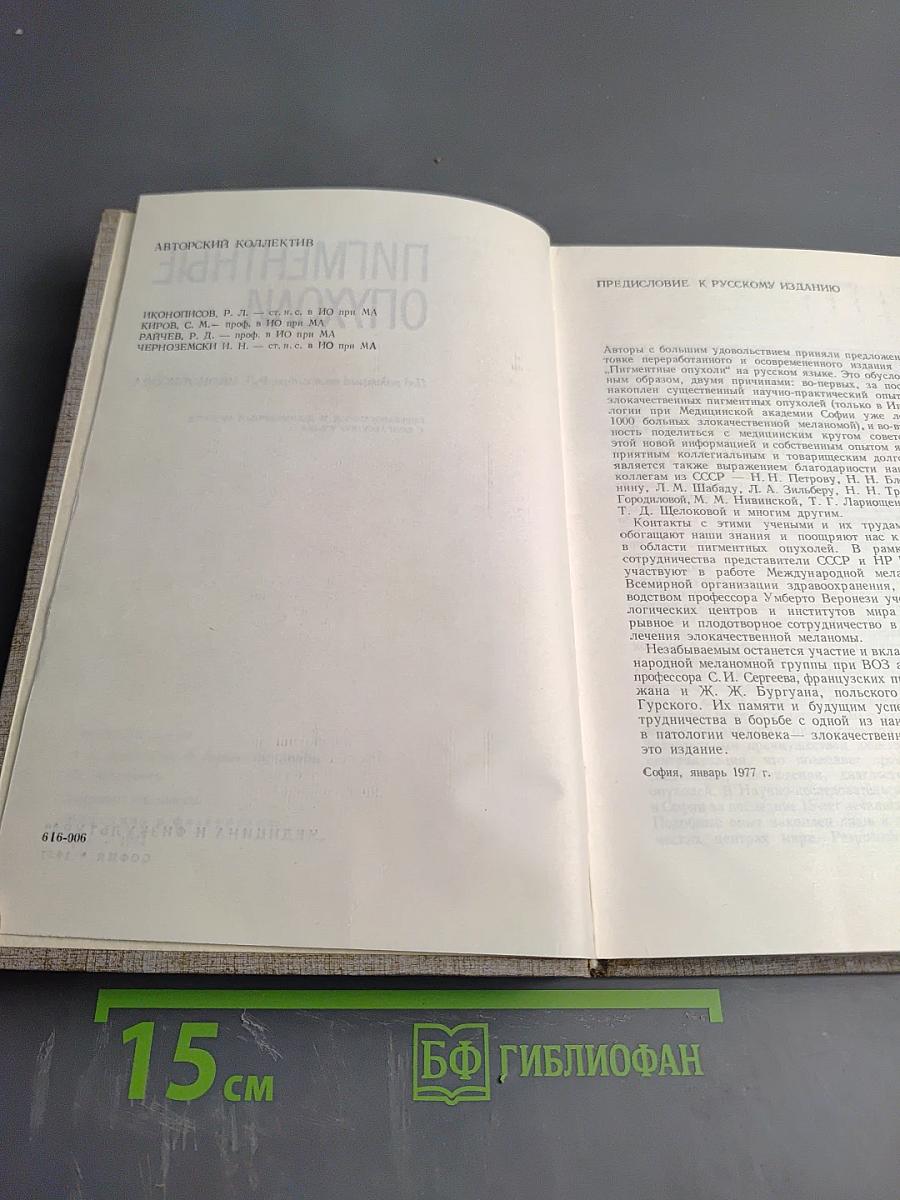 АВТОРСКИЙ КОЛЛЕКТИВ
ИКОНОПИСОВ, Р. Л. — ст. н. с. в ИО при МА
КИРОВ, С. М.— проф. в ИО при МА
РАЙЧЕВ, Р. Д. — проф. в ИО при МА
ЧЕРНОЗЕМСКИ И. Н. — ст. н. с. в ИО при МА
ПИГМЕНТНЫЕ
ОПУХОЛИ
616-006
ПРЕДИСЛОВИЕ К РУССКОМУ ИЗДАНИЮ
Авторы с большим удовольствием приняли предложен
товке переработанного и осовремененного издания
„Пигментные опухоли“ на русском языке. Это обусло
ным образом, двумя причинами: во-первых, за пос
накоплен существенный научно-практический опыт
злокачественных пигментных опухолей (только в Ин
логии при Медицинской академии Софии уже ле
1000 больных злокачественной меланомой), и во-вт
ность поделиться с медицинским кругом совет
этой новой информацией и собственным опытом я
приятным коллегиальным и товарищеским долг
является также выражением благодарности на
коллегам из СССР — Н. Н. Петрову, Н. Н. Бл
нину, Л. М. Шабаду, Л. А. Зильберу, Н. Н. Тр
Городиловой, М. М. Нивинской, Т. Г. Ларющен
Т. Д. Щелоковой и многим другим.
Контакты с этими учеными и их трудам
обогащают наши знания и поощряют нас к
в области пигментных опухолей. В рамк
сотрудничества представители СССР и НР
участвуют в работе Международной мела
Всемирной организации здравоохранения,
водством профессора Умберто Веронези уче
логических центров и институтов мира
рывное и плодотворное сотрудничество в
лечения элокачественной меланомы.
Незабываемым останется участие и вкла
народной меланомной группы при ВОЗ а
профессора С. И. Сергеева, французских п
жана и Ж. Ж. Бургуана, польского
Гурского. Их памяти и будущим успе
трудничества в борьбе с одной из наи
в патологии человека— злокачествен
это издание.
София, январь 1977 г.
15 см
БФ ГИБЛИОФАН